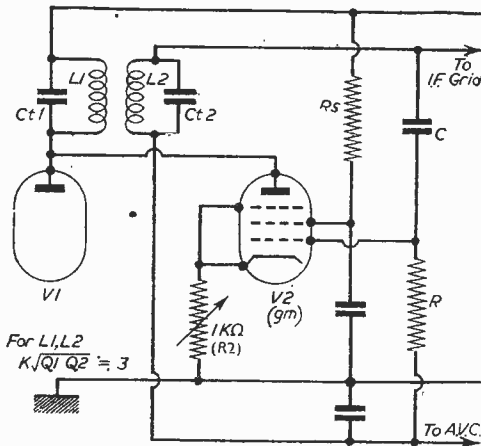 L1
L2
Ct1
Ct2
To
I.F. Grid
Rs
C
V1
V2
(gm)
R
1KΩ
(R2)
For L1, L2
K√Q1 Q2 = 3
To A.V.C.